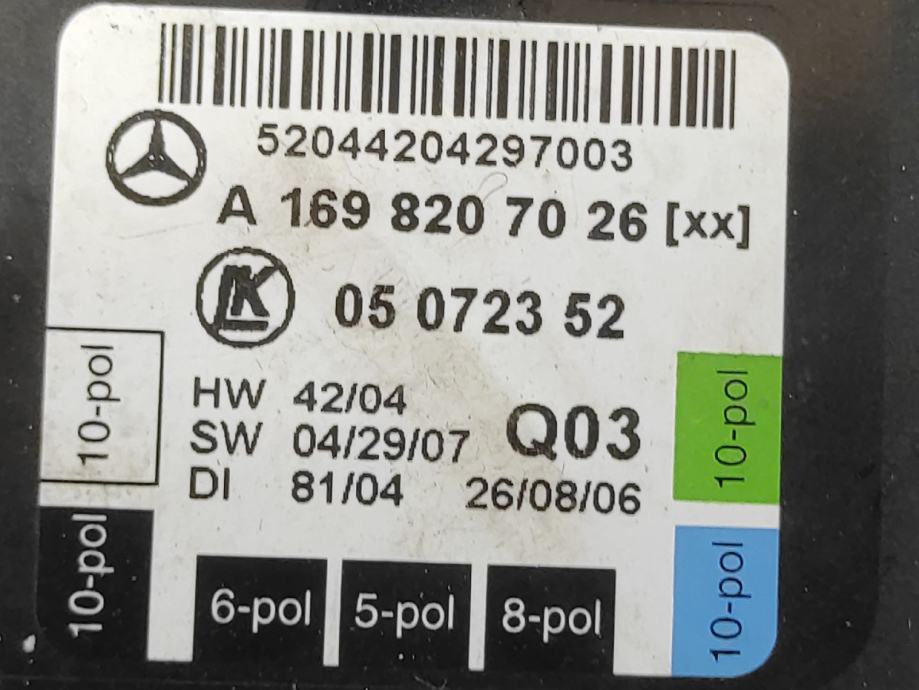 52044204297003
A 169 820 70 26 [xx]
LK 05 0723 52
HW 42/04
SW 04/29/07 Q03
DI 81/04 26/08/06
10-pol
10-pol
6-pol 5-pol 8-pol
10-pol
10-pol